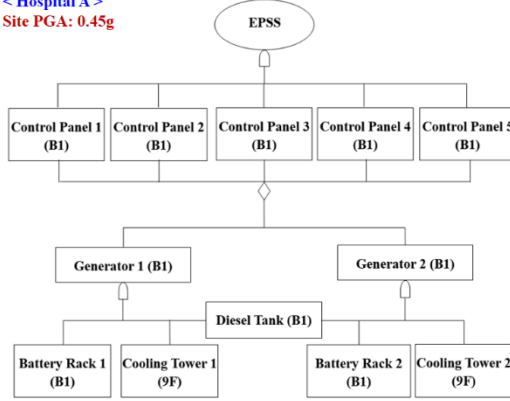 < Hospital A >
Site PGA: 0.45g
EPSS
Control Panel 1
(B1)
Control Panel 2
(B1)
Control Panel 3
(B1)
Control Panel 4
(B1)
Control Panel 5
(B1)
Generator 1 (B1)
Generator 2 (B1)
Diesel Tank (B1)
Battery Rack 1
(B1)
Cooling Tower 1
(9F)
Battery Rack 2
(B1)
Cooling Tower 2
(9F)